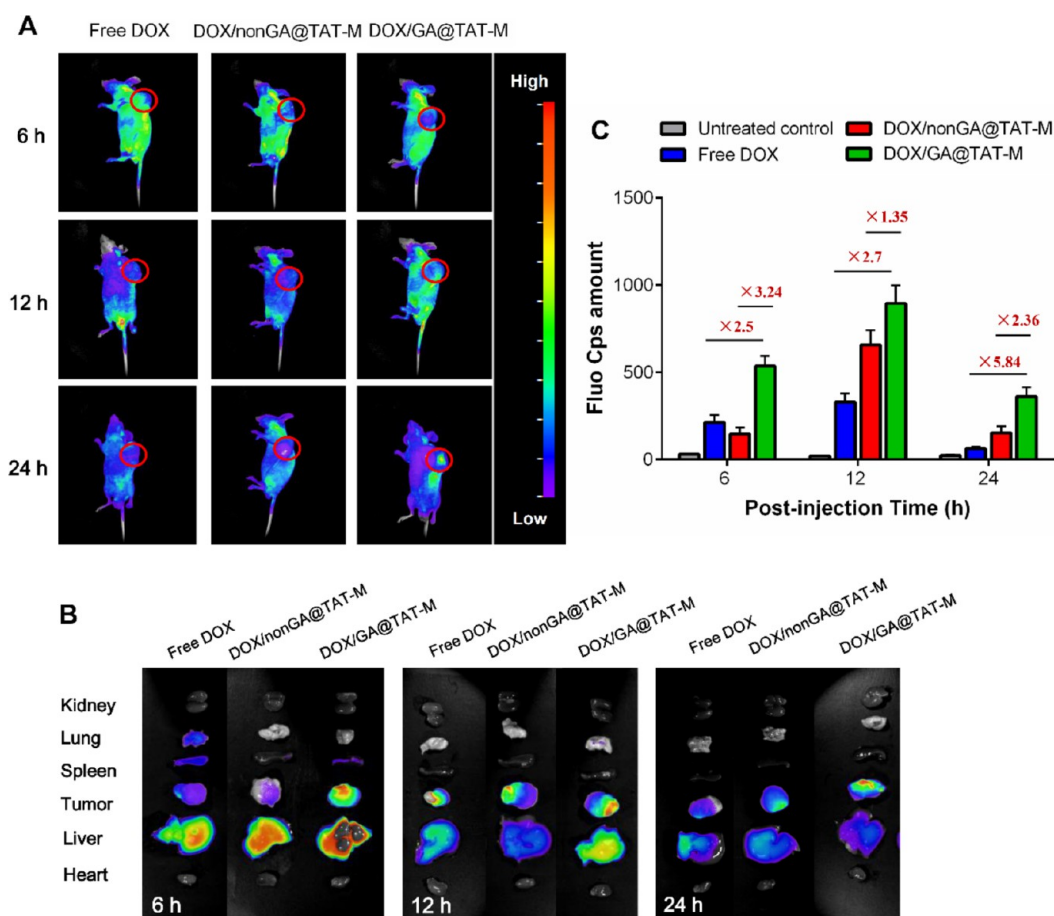 A
Free DOX
DOX/nonGA@TAT-M
DOX/GA@TAT-M
6 h
12 h
24 h
High
Low
C
Untreated control
DOX/nonGA@TAT-M
Free DOX
DOX/GA@TAT-M
Fluo Cps amount
1500
1000
500
0
× 2.5
× 3.24
× 2.7
× 1.35
× 5.84
× 2.36
6
12
24
Post-injection Time (h)
B
Free DOX
DOX/nonGA@TAT-M
DOX/GA@TAT-M
Free DOX
DOX/nonGA@TAT-M
DOX/GA@TAT-M
Free DOX
DOX/nonGA@TAT-M
DOX/GA@TAT-M
Kidney
Lung
Spleen
Tumor
Liver
Heart
6 h
12 h
24 h